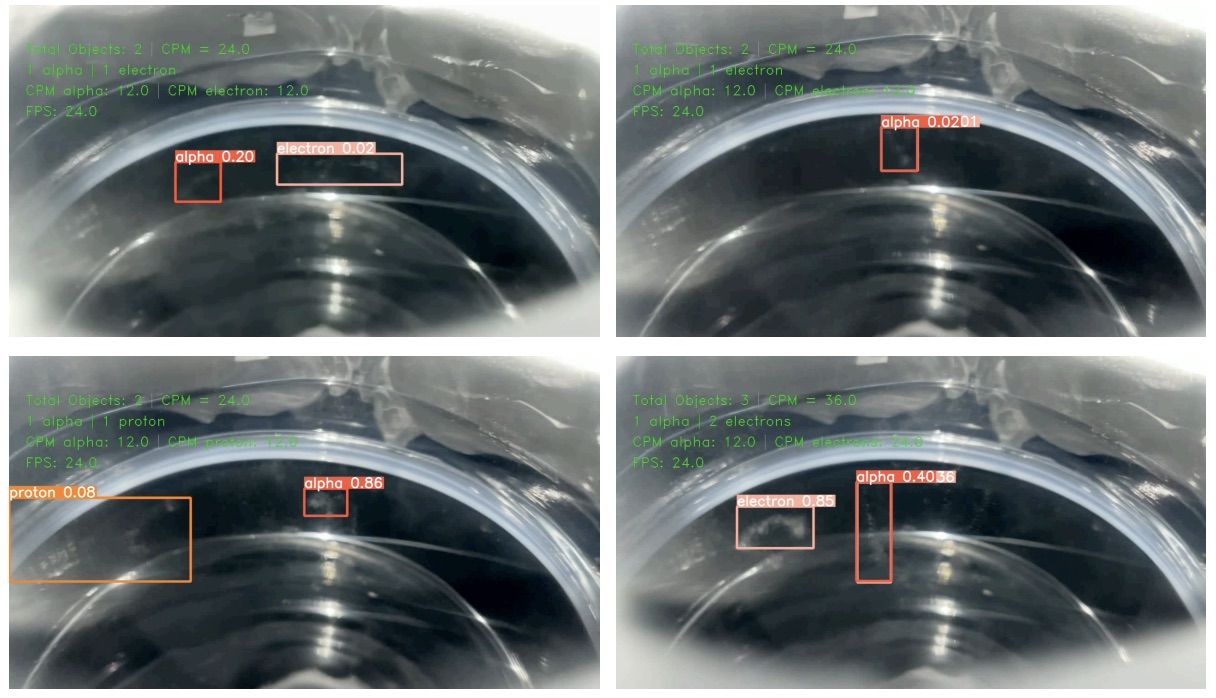 Total Objects: 2 | CPM = 24.0
1 alpha | 1 electron
CPM alpha: 12.0 | CPM electron: 12.0
FPS: 24.0
alpha 0.20
electron 0.02
Total Objects: 2 | CPM = 24.0
1 alpha | 1 electron
CPM alpha: 12.0 | CPM electron: 12.0
FPS: 24.0
alpha 0.0201
Total Objects: 2 | CPM = 24.0
1 alpha | 1 proton
CPM alpha: 12.0 | CPM proton: 12.0
FPS: 24.0
proton 0.08
alpha 0.86
Total Objects: 3 | CPM = 36.0
1 alpha | 2 electrons
CPM alpha: 12.0 | CPM electrons: 24.0
FPS: 24.0
electron 0.85
alpha 0.4036